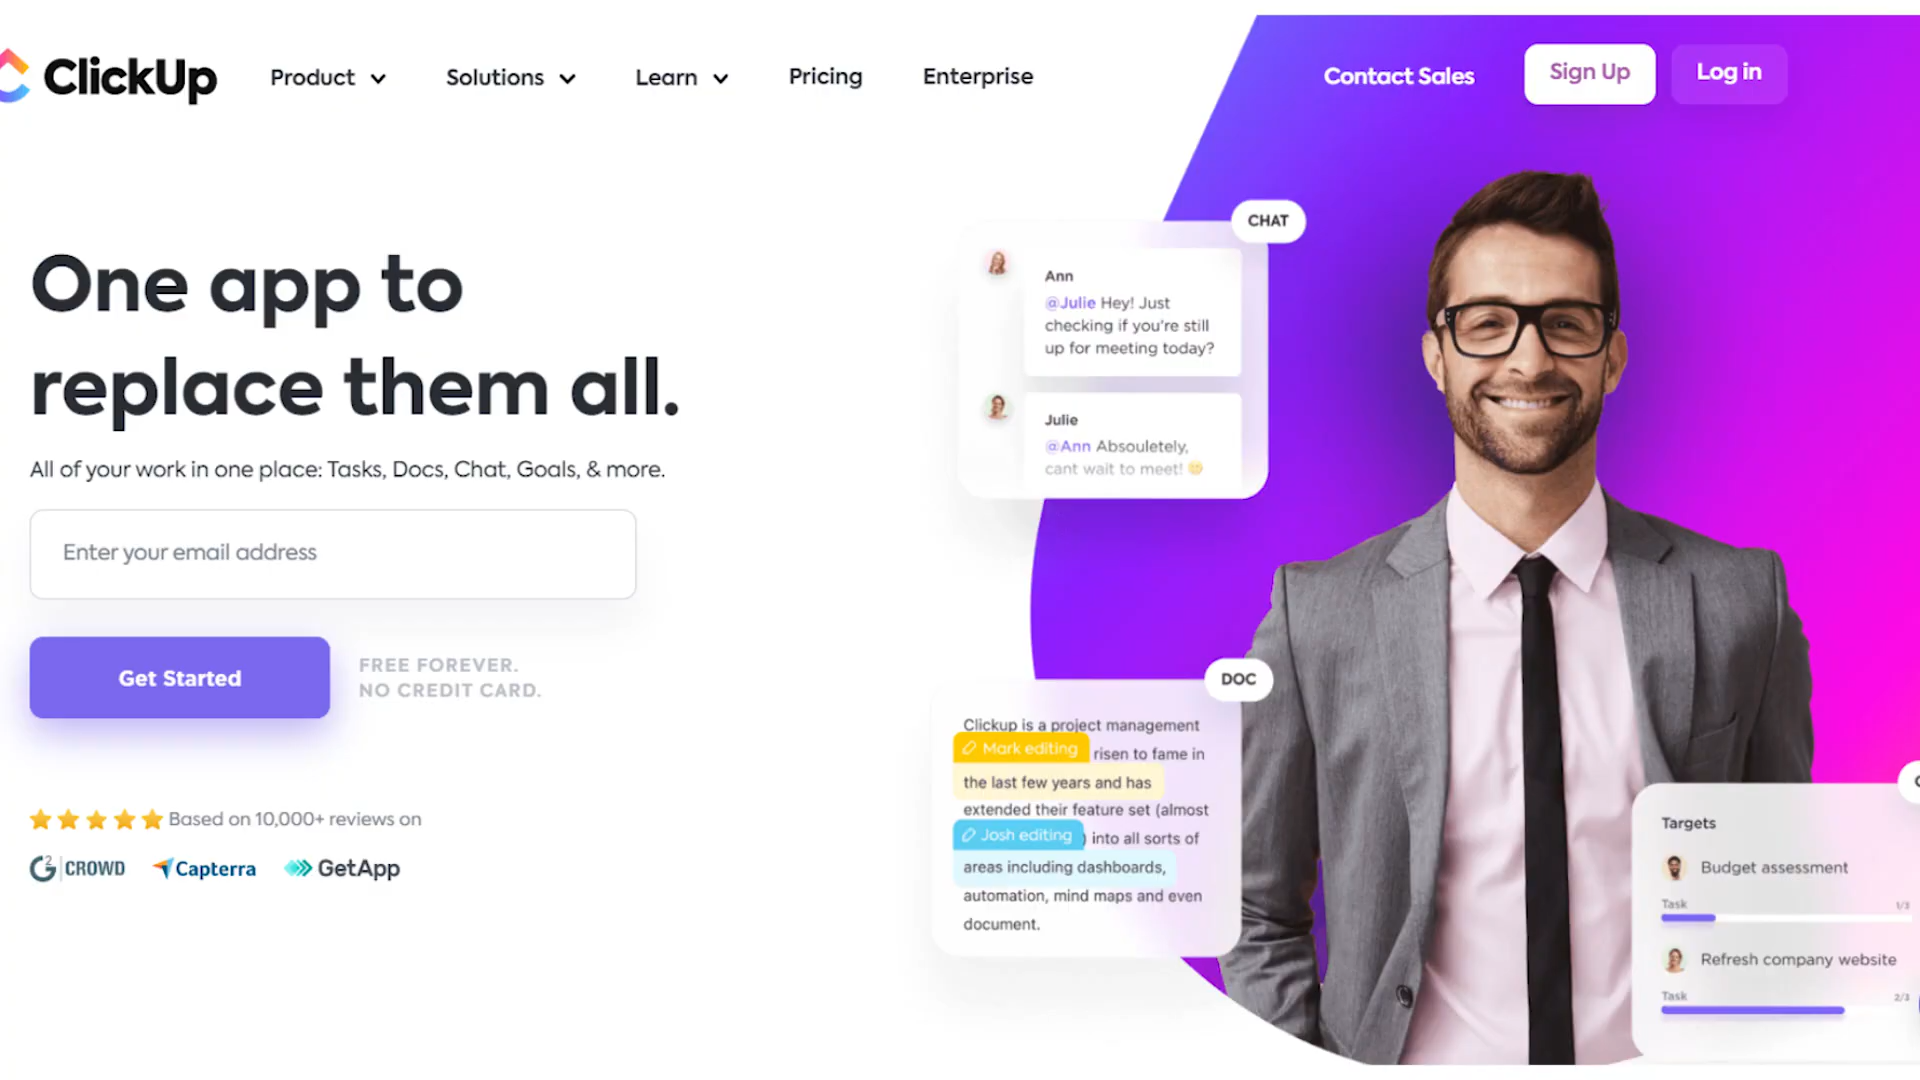 ClickUp
Product
Solutions
Learn
Pricing
Enterprise
Contact Sales
Sign Up
Log in
One app to
replace them all.
All of your work in one place: Tasks, Docs, Chat, Goals, & more.
Enter your email address
Get Started
FREE FOREVER.
NO CREDIT CARD.
Based on 10,000+ reviews on
G2 CROWD
Capterra
GetApp
CHAT
Ann
@Julie Hey! Just
checking if you're still
up for meeting today?
Julie
@Ann Absouletely,
cant wait to meet!
DOC
Clickup is a project management
Mark editing risen to fame in
the last few years and has
extended their feature set (almost
Josh editing ) into all sorts of
areas including dashboards,
automation, mind maps and even
document.
Targets
Budget assessment
Task 1/3
Refresh company website
Task 2/3